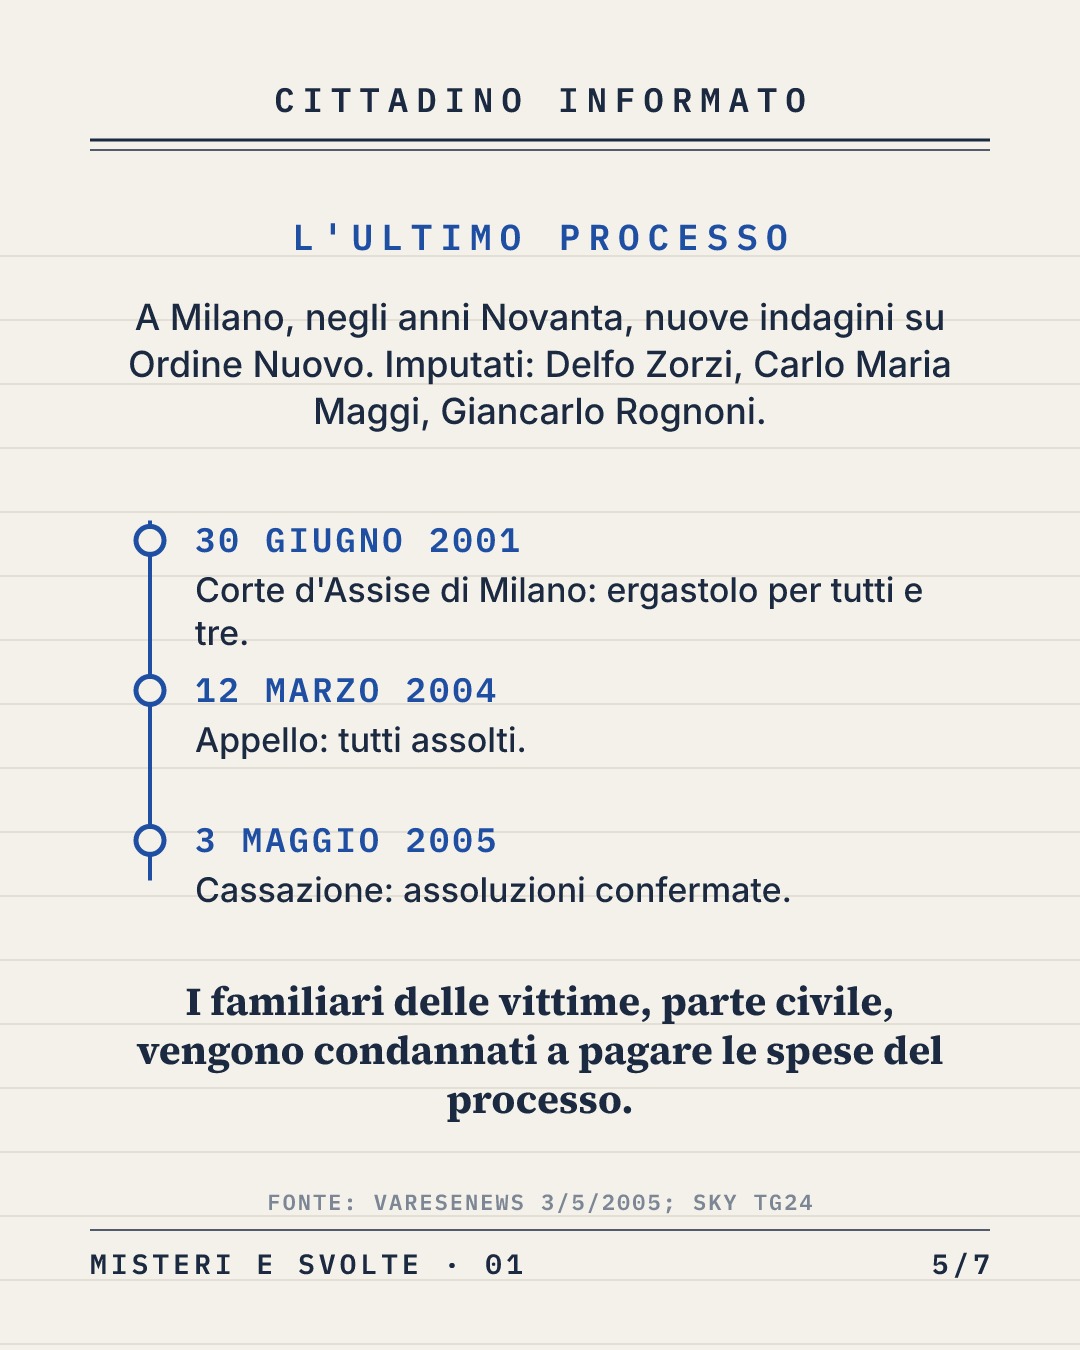 CITTADINO INFORMATO
L'ULTIMO PROCESSO
A Milano, negli anni Novanta, nuove indagini su
Ordine Nuovo. Imputati: Delfo Zorzi, Carlo Maria
Maggi, Giancarlo Rognoni.
30 GIUGNO 2001
Corte d'Assise di Milano: ergastolo per tutti e
tre.
12 MARZO 2004
Appello: tutti assolti.
3 MAGGIO 2005
Cassazione: assoluzioni confermate.
I familiari delle vittime, parte civile,
vengono condannati a pagare le spese del
processo.
FONTE: VARESENEWS 3/5/2005; SKY TG24
MISTERI E SVOLTE · 01
5/7